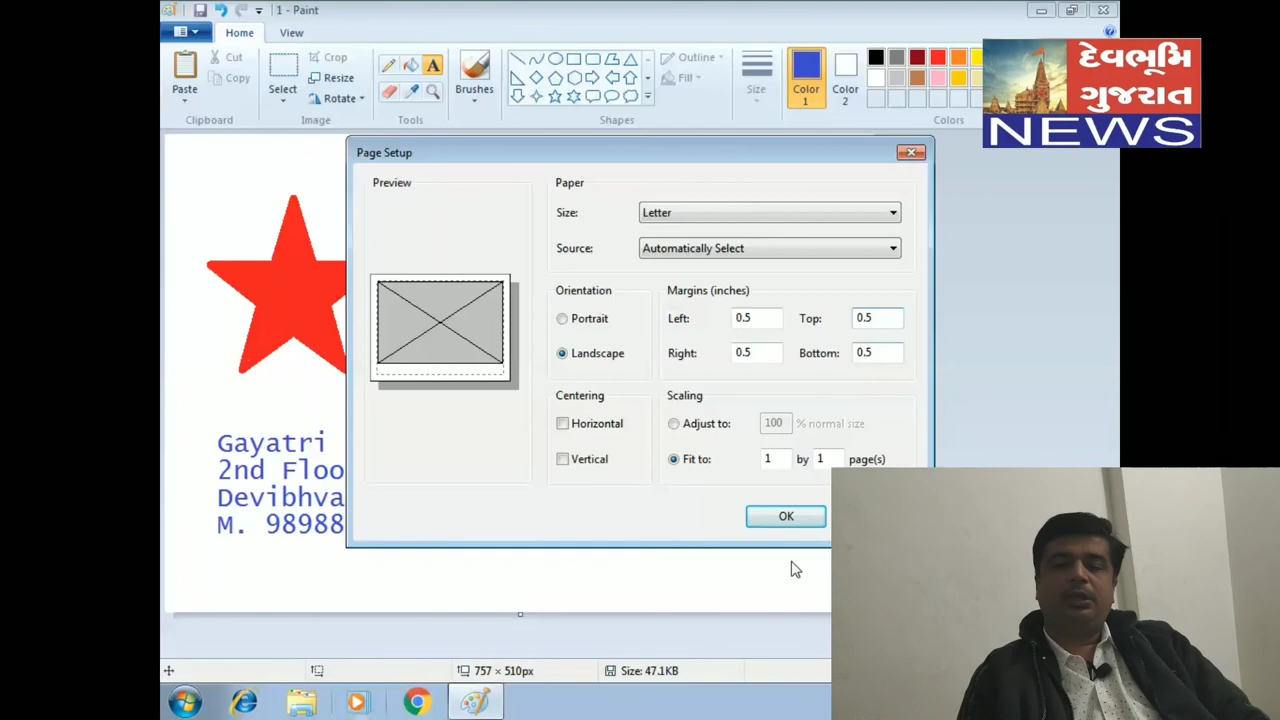 1 - Paint
Home
View
Paste
Cut
Copy
Clipboard
Select
Crop
Resize
Rotate
Image
Tools
Brushes
Outline
Fill
Shapes
Size
Color
1
Color
2
Colors
દેવભૂમિ
ગુજરાત
NEWS
Page Setup
Preview
Paper
Size:
Letter
Source:
Automatically Select
Orientation
Portrait
Landscape
Margins (inches)
Left: 0.5 Top: 0.5
Right: 0.5 Bottom: 0.5
Centering
Horizontal
Vertical
Scaling
Adjust to: 100 % normal size
Fit to: 1 by 1 page(s)
OK
Gayatri
2nd Floo
Devibhva
M. 98988
757 × 510px
Size: 47.1KB